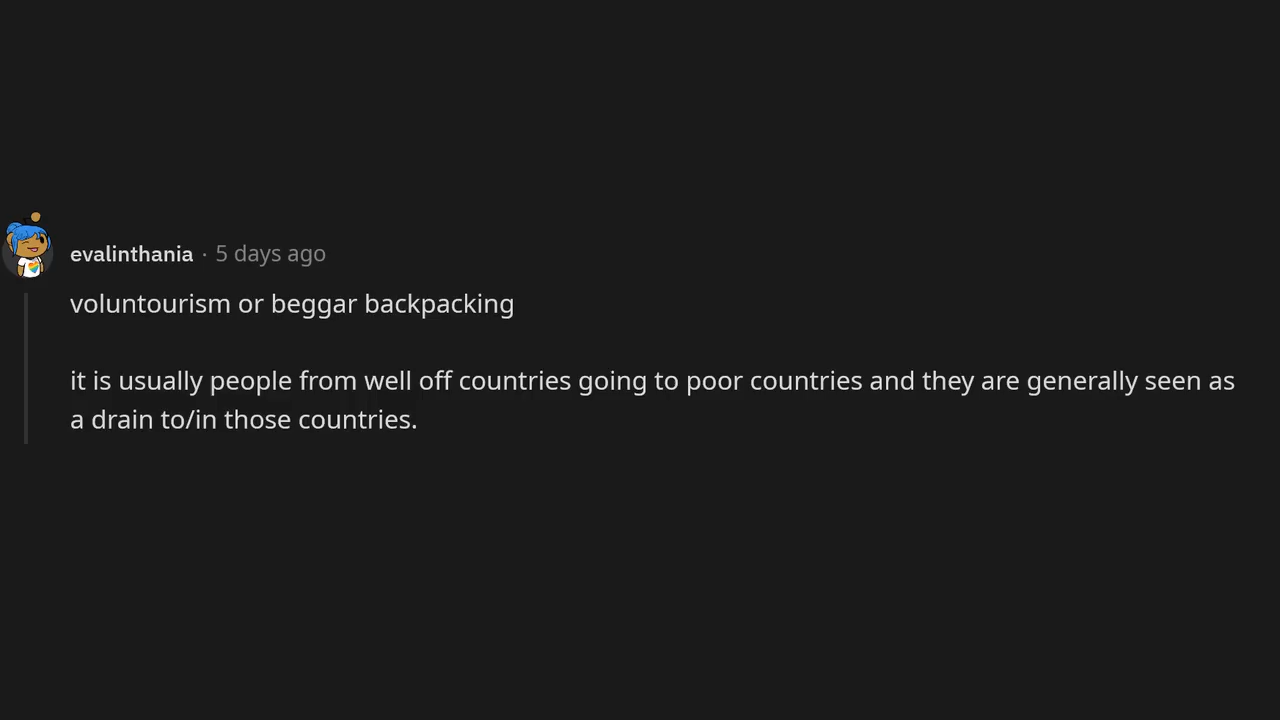 evalinthania · 5 days ago
voluntourism or beggar backpacking
it is usually people from well off countries going to poor countries and they are generally seen as
a drain to/in those countries.